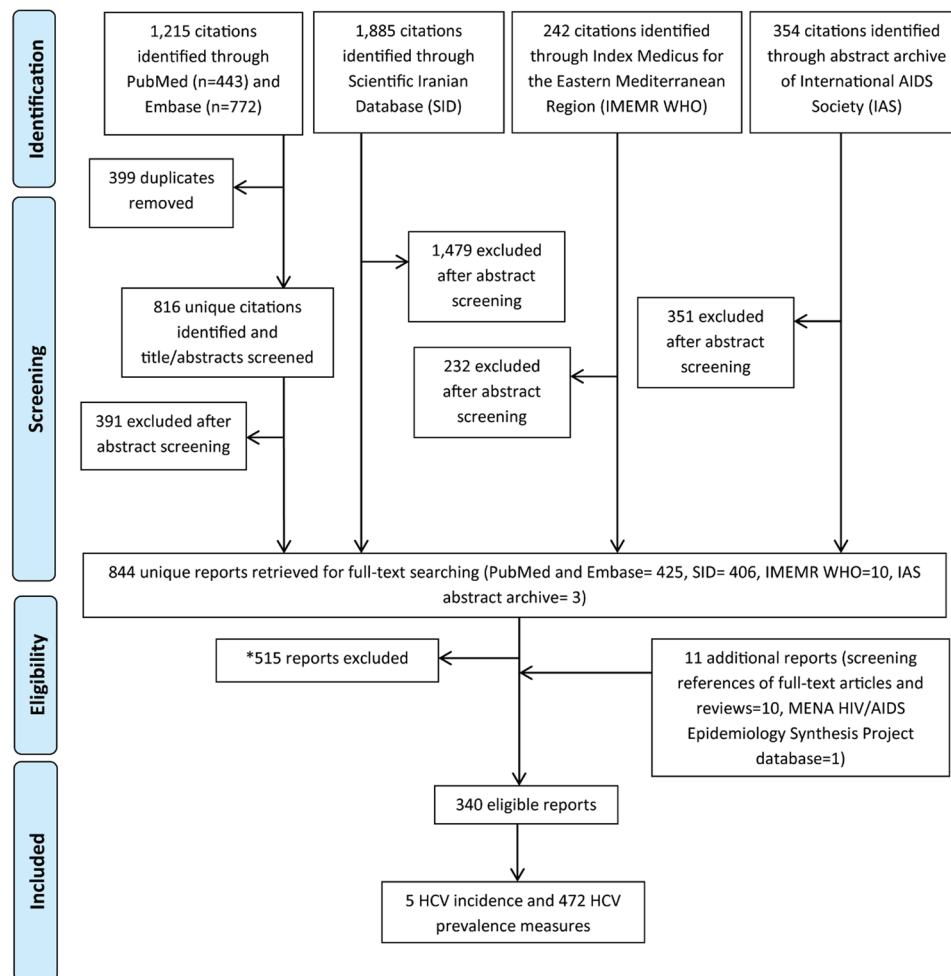 Identification
1,215 citations
identified through
PubMed (n=443) and
Embase (n=772)
1,885 citations
identified through
Scientific Iranian
Database (SID)
242 citations identified
through Index Medicus for
the Eastern Mediterranean
Region (IMEMR WHO)
354 citations identified
through abstract archive
of International AIDS
Society (IAS)
399 duplicates
removed
Screening
1,479 excluded
after abstract
screening
816 unique citations
identified and
title/abstracts screened
351 excluded
after abstract
screening
232 excluded
after abstract
screening
391 excluded after
abstract screening
844 unique reports retrieved for full-text searching (PubMed and Embase= 425, SID= 406, IMEMR WHO=10, IAS
abstract archive= 3)
Eligibility
*515 reports excluded
11 additional reports (screening
references of full-text articles and
reviews=10, MENA HIV/AIDS
Epidemiology Synthesis Project
database=1)
Included
340 eligible reports
5 HCV incidence and 472 HCV
prevalence measures